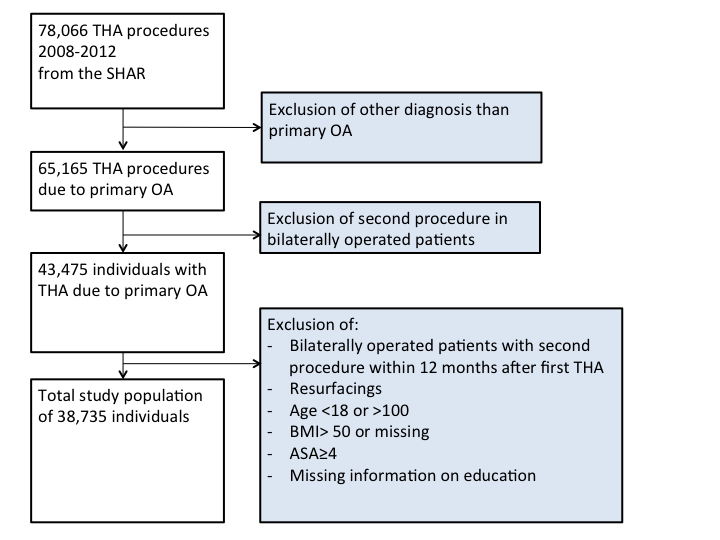 78,066 THA procedures
2008-2012
from the SHAR
Exclusion of other diagnosis than
primary OA
65,165 THA procedures
due to primary OA
Exclusion of second procedure in
bilaterally operated patients
43,475 individuals with
THA due to primary OA
Exclusion of:
- Bilaterally operated patients with second
procedure within 12 months after first THA
- Resurfacings
- Age <18 or >100
- BMI> 50 or missing
- ASA≥4
- Missing information on education
Total study population
of 38,735 individuals